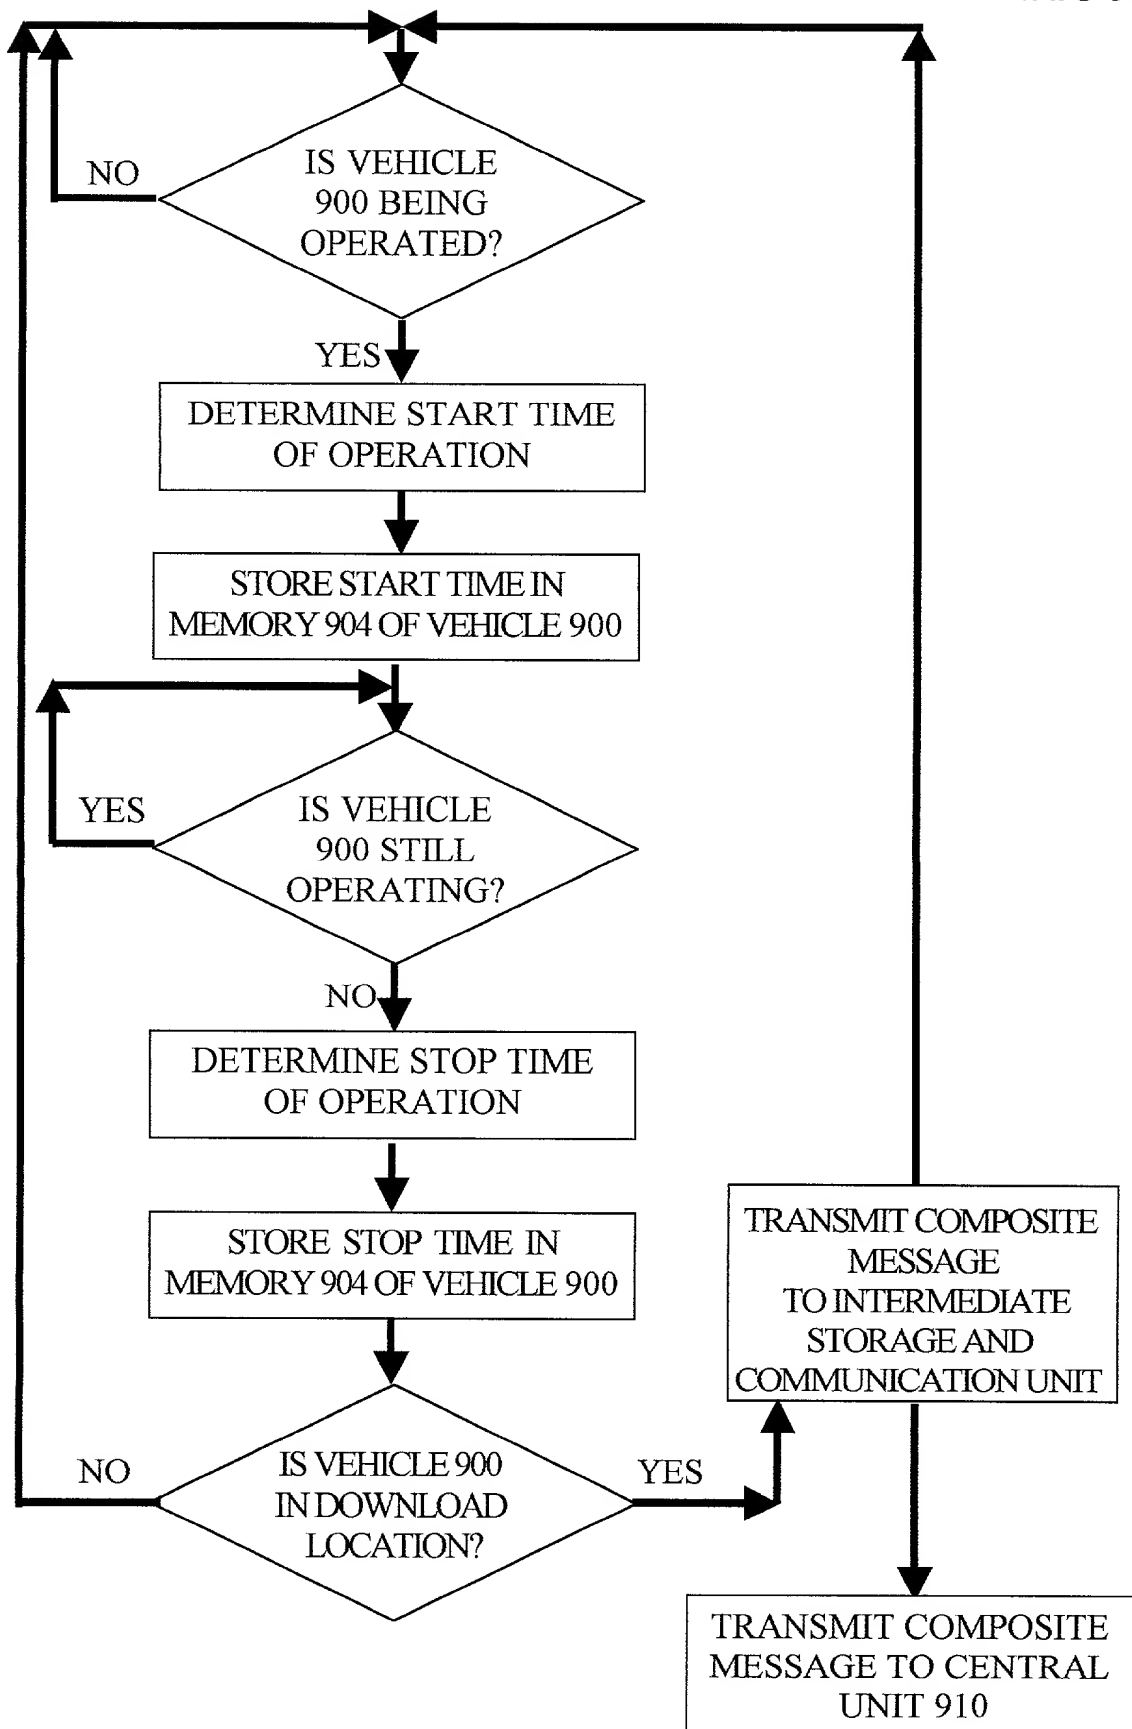 NO
IS VEHICLE
900 BEING
OPERATED?
YES
DETERMINE START TIME
OF OPERATION
STORE START TIME IN
MEMORY 904 OF VEHICLE 900
YES
IS VEHICLE
900 STILL
OPERATING?
NO
DETERMINE STOP TIME
OF OPERATION
STORE STOP TIME IN
MEMORY 904 OF VEHICLE 900
TRANSMIT COMPOSITE
MESSAGE
TO INTERMEDIATE
STORAGE AND
COMMUNICATION UNIT
NO
IS VEHICLE 900
IN DOWNLOAD
LOCATION?
YES
TRANSMIT COMPOSITE
MESSAGE TO CENTRAL
UNIT 910